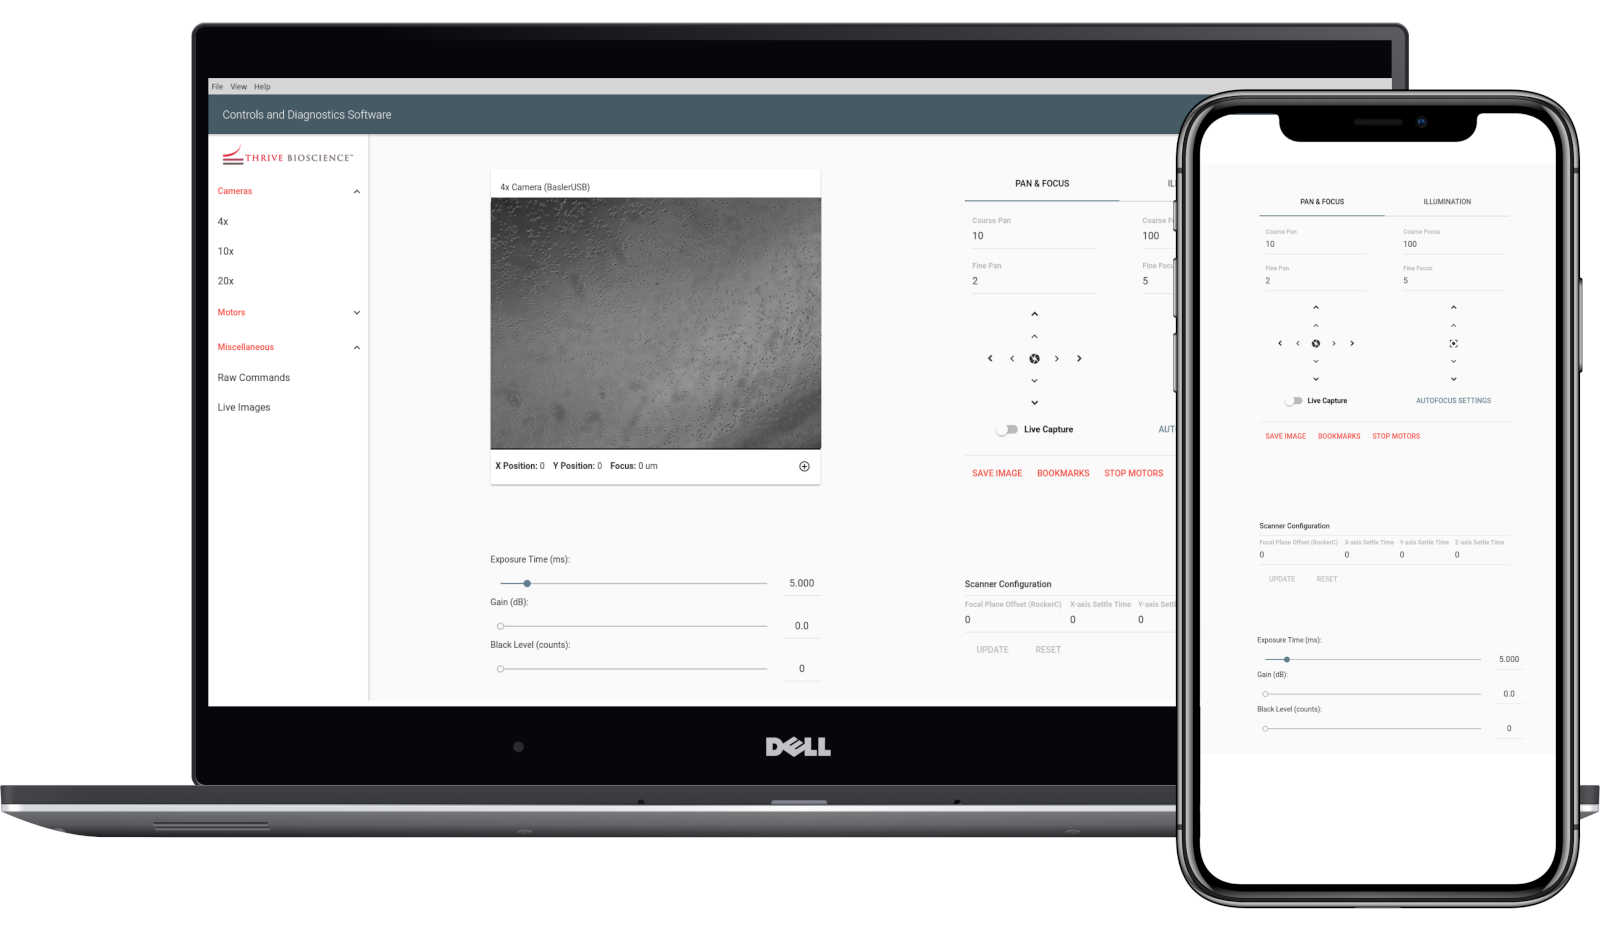 File View Help
Controls and Diagnostics Software
THRIVE BIOSCIENCE™
Cameras
4x
10x
20x
Motors
Miscellaneous
Raw Commands
Live Images
4x Camera (BaslerUSB)
X Position: 0 Y Position: 0 Focus: 0 um
Exposure Time (ms):
5.000
Gain (dB):
0.0
Black Level (counts):
0
PAN & FOCUS
Course Pan
10
100
Fine Pan
Fine Focu
2
5
Live Capture
AUT
SAVE IMAGE BOOKMARKS STOP MOTORS
Scanner Configuration
Focal Plane Offset (RockerC) X-axis Settle Time Y-axis Settl
0 0 0
UPDATE RESET
DELL
PAN & FOCUS ILLUMINATION
Course Pan Coarse Focus
10 100
Fine Pan Fine Focus
2 5
Live Capture AUTOFOCUS SETTINGS
SAVE IMAGE BOOKMARKS STOP MOTORS
Scanner Configuration
Focal Plane Offset (RockerC) X-axis Settle Time Y-axis Settle Time Z-axis Settle Time
0 0 0 0
UPDATE RESET
Exposure Time (ms):
5.000
Gain (dB):
0.0
Black Level (counts):
0